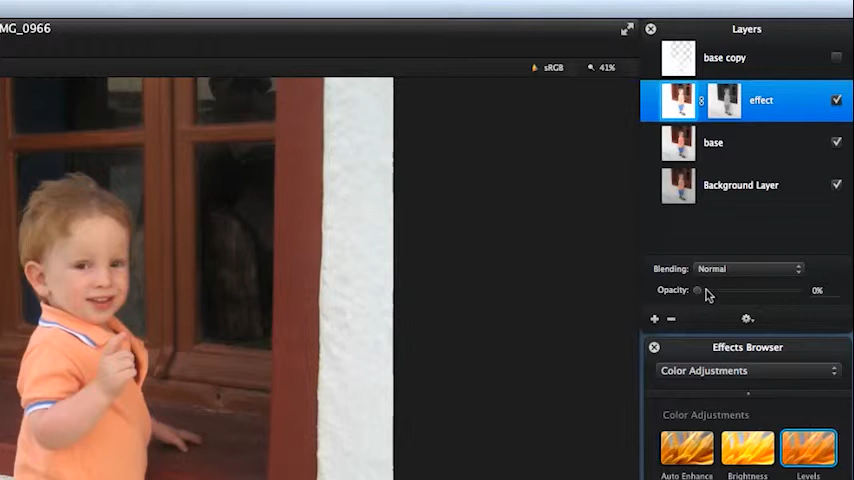 MG_0966
Layers
sRGB
41%
base copy
effect
base
Background Layer
Blending: Normal
Opacity: 0%
Effects Browser
Color Adjustments
Color Adjustments
Auto Enhance
Brightness
Levels